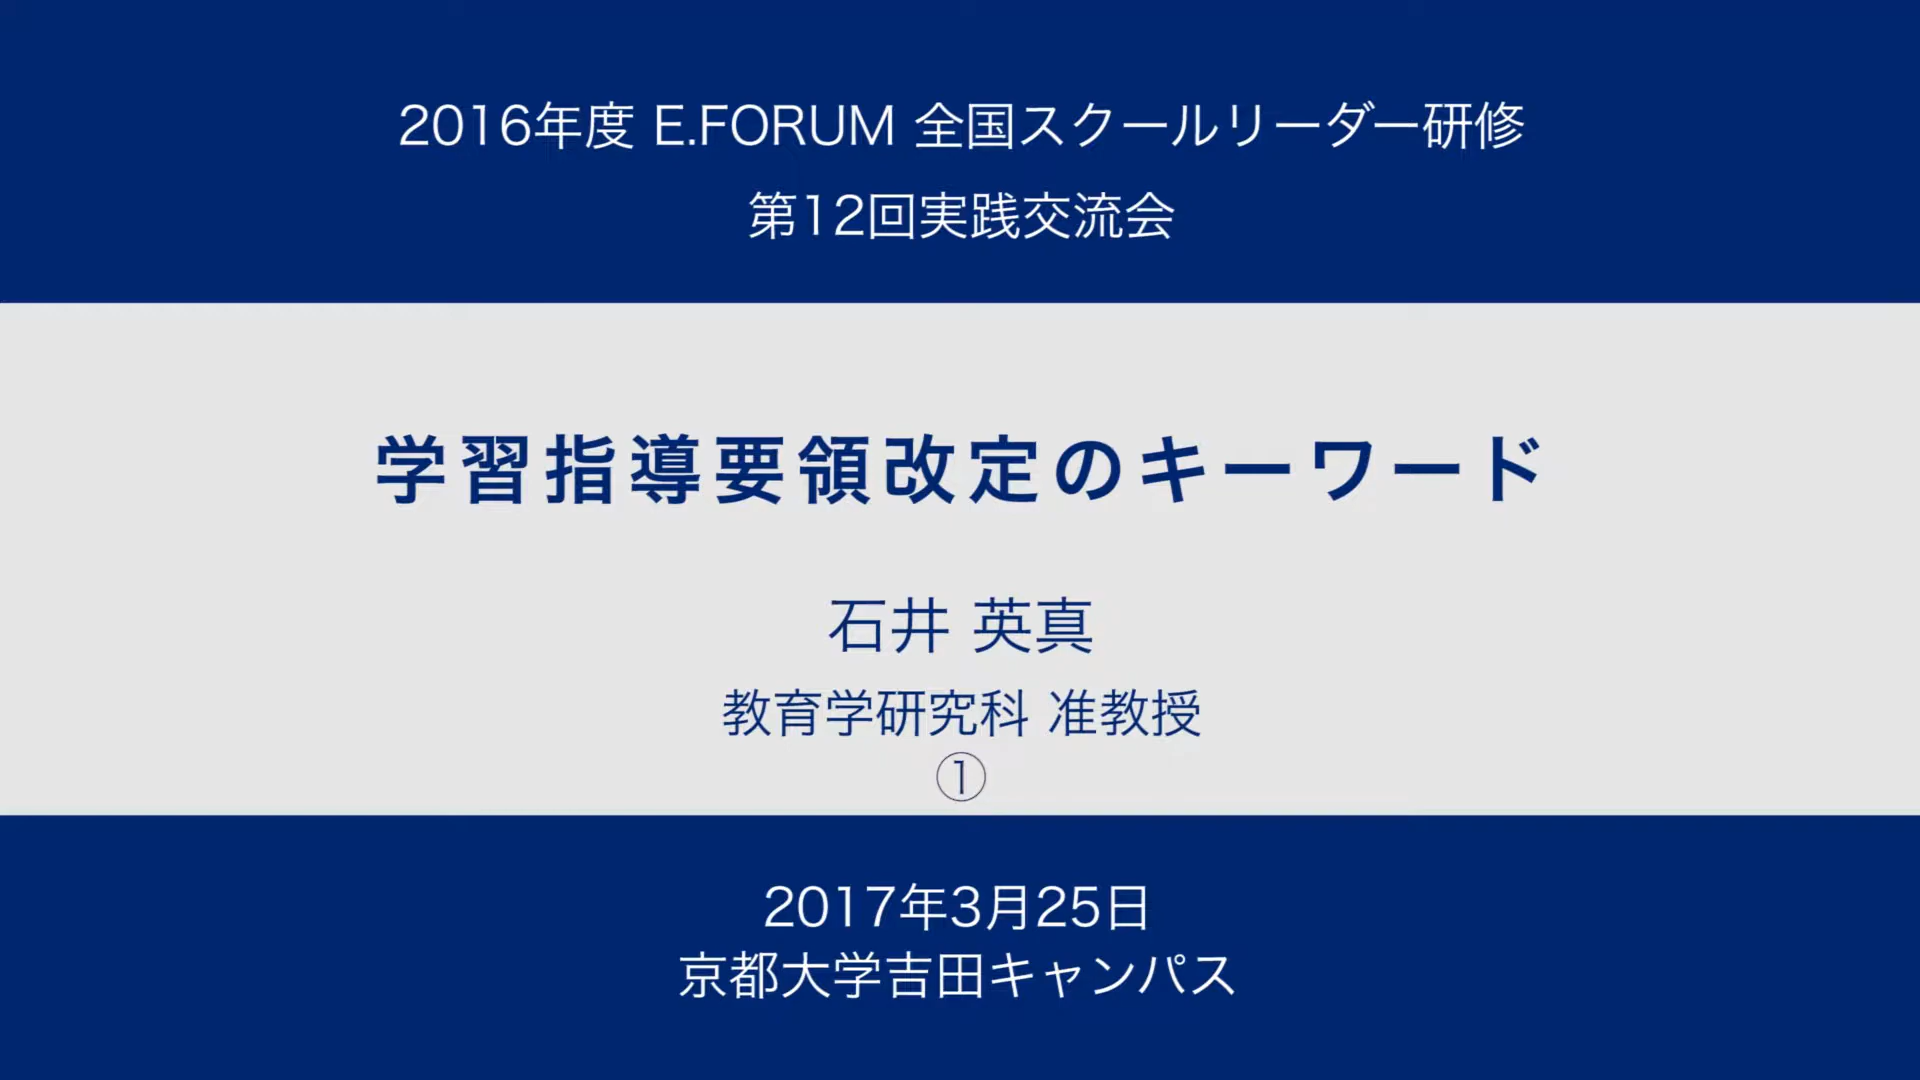 2016年度 E.FORUM 全国スクールリーダー研修
第12回実践交流会
学習指導要領改定のキーワード
石井 英真
教育学研究科 准教授
①
2017年3月25日
京都大学吉田キャンパス